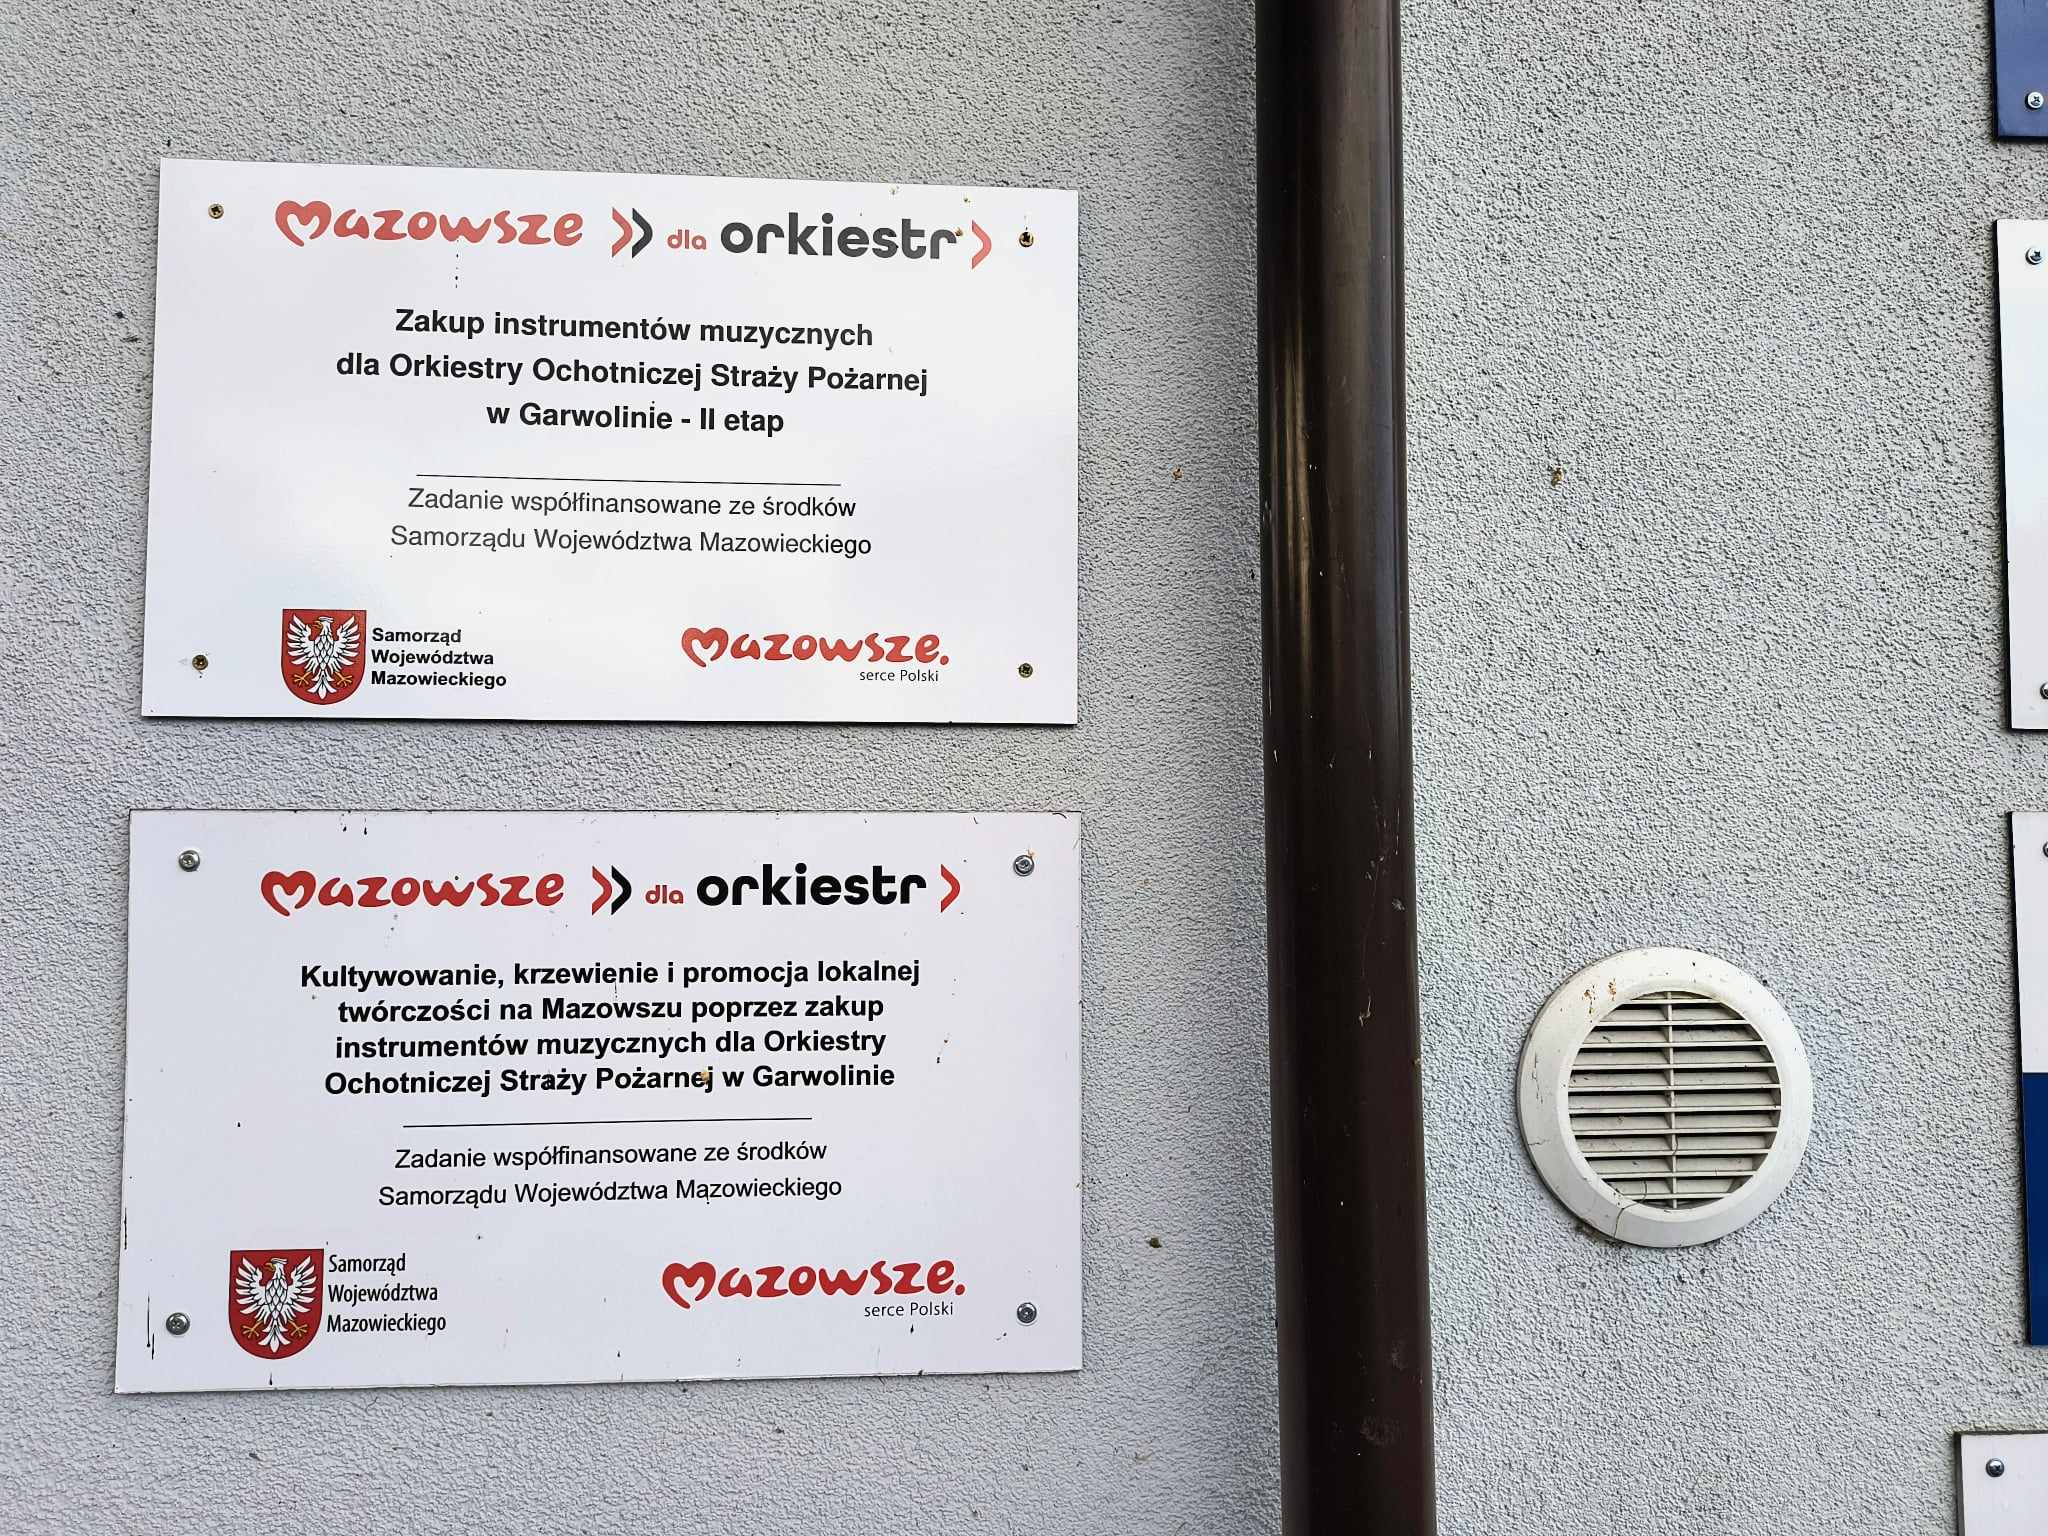 mazowsze dla orkiestr
Zakup instrumentów muzycznych
dla Orkiestry Ochotniczej Straży Pożarnej
w Garwolinie - II etap
Zadanie współfinansowane ze środków
Samorządu Województwa Mazowieckiego
Samorząd
Województwa
Mazowieckiego
mazowsze.
serce Polski
mazowsze dla orkiestr
Kultywowanie, krzewienie i promocja lokalnej
twórczości na Mazowszu poprzez zakup
instrumentów muzycznych dla Orkiestry
Ochotniczej Straży Pożarnej w Garwolinie
Zadanie współfinansowane ze środków
Samorządu Województwa Mazowieckiego
Samorząd
Województwa
Mazowieckiego
mazowsze.
serce Polski